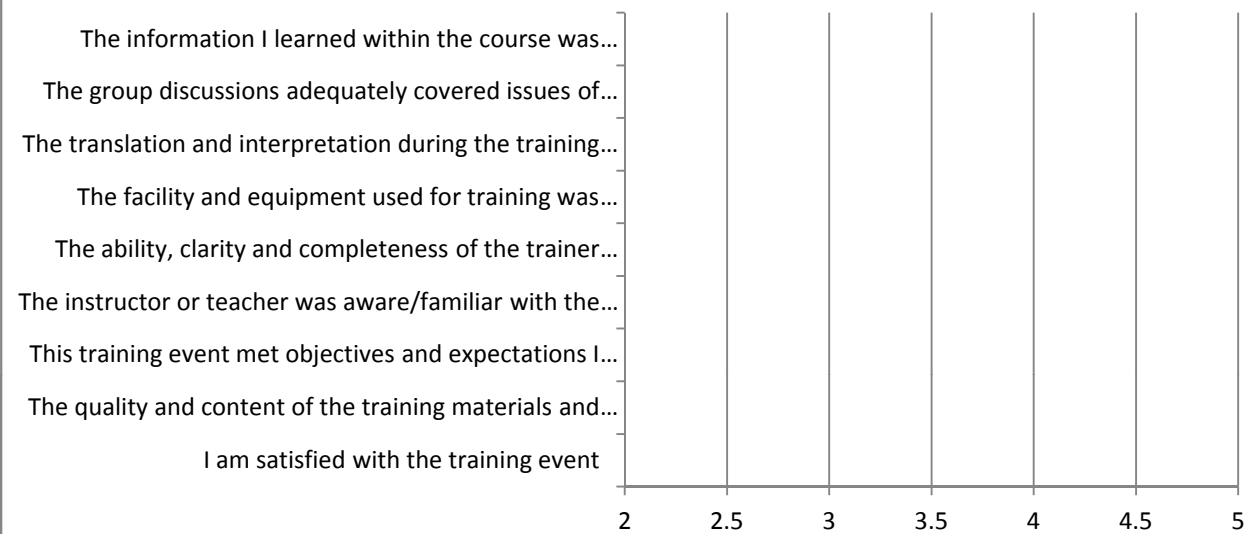 The information I learned within the course was…
The group discussions adequately covered issues of…
The translation and interpretation during the training…
The facility and equipment used for training was…
The ability, clarity and completeness of the trainer…
The instructor or teacher was aware/familiar with the…
This training event met objectives and expectations I…
The quality and content of the training materials and…
I am satisfied with the training event
2 2.5 3 3.5 4 4.5 5